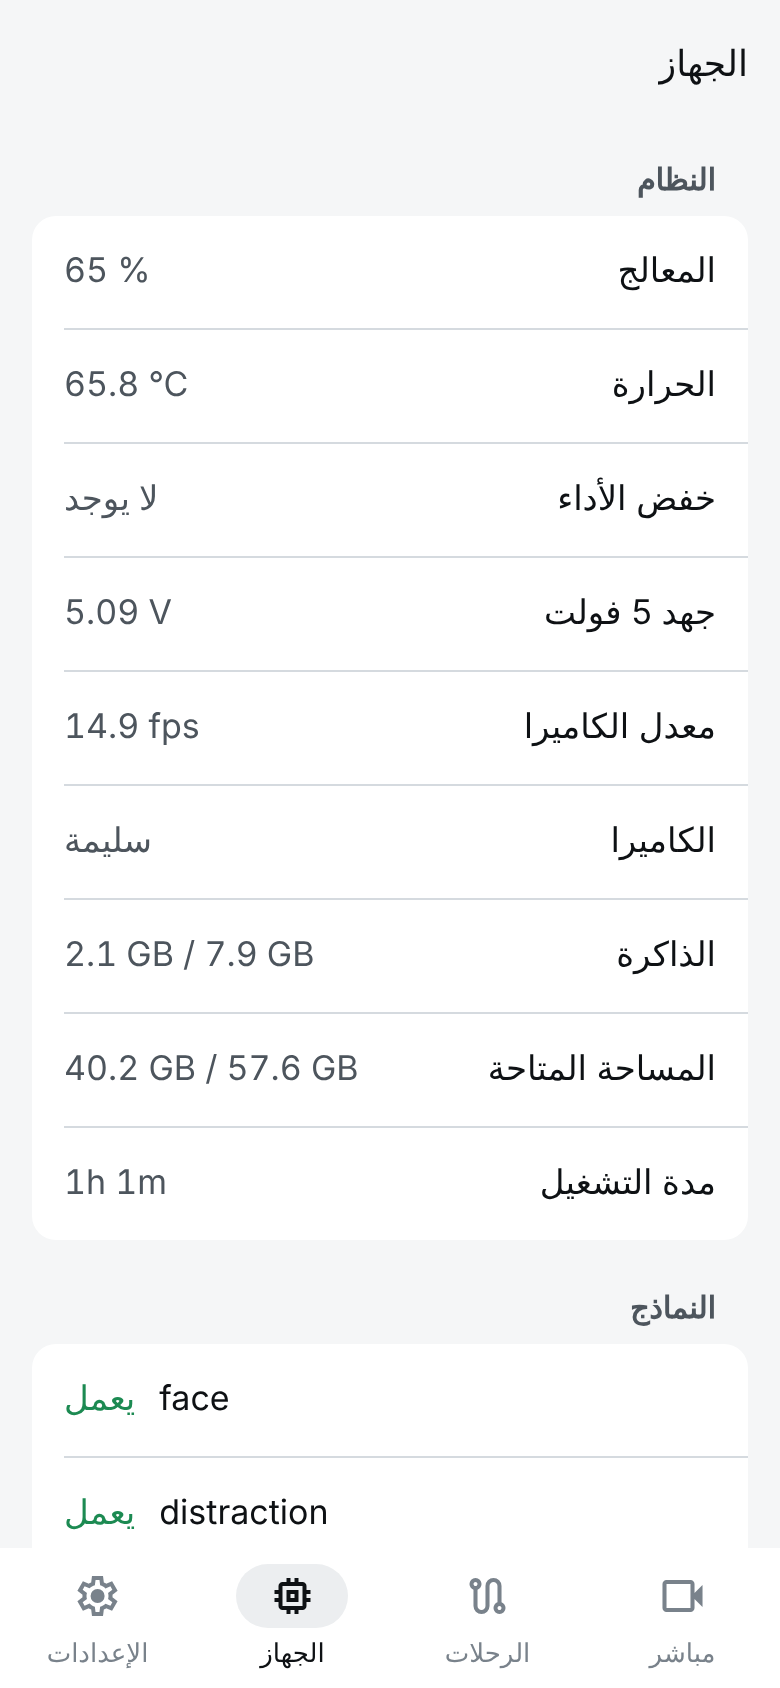 الجهاز
النظام
المعالج 65 %
الحرارة 65.8 °C
خفض الأداء لا يوجد
جهد 5 فولت 5.09 V
معدل الكاميرا 14.9 fps
الكاميرا سليمة
الذاكرة 2.1 GB / 7.9 GB
المساحة المتاحة 40.2 GB / 57.6 GB
مدة التشغيل 1h 1m
النماذج
face يعمل
distraction يعمل
مباشر الرحلات الجهاز الإعدادات